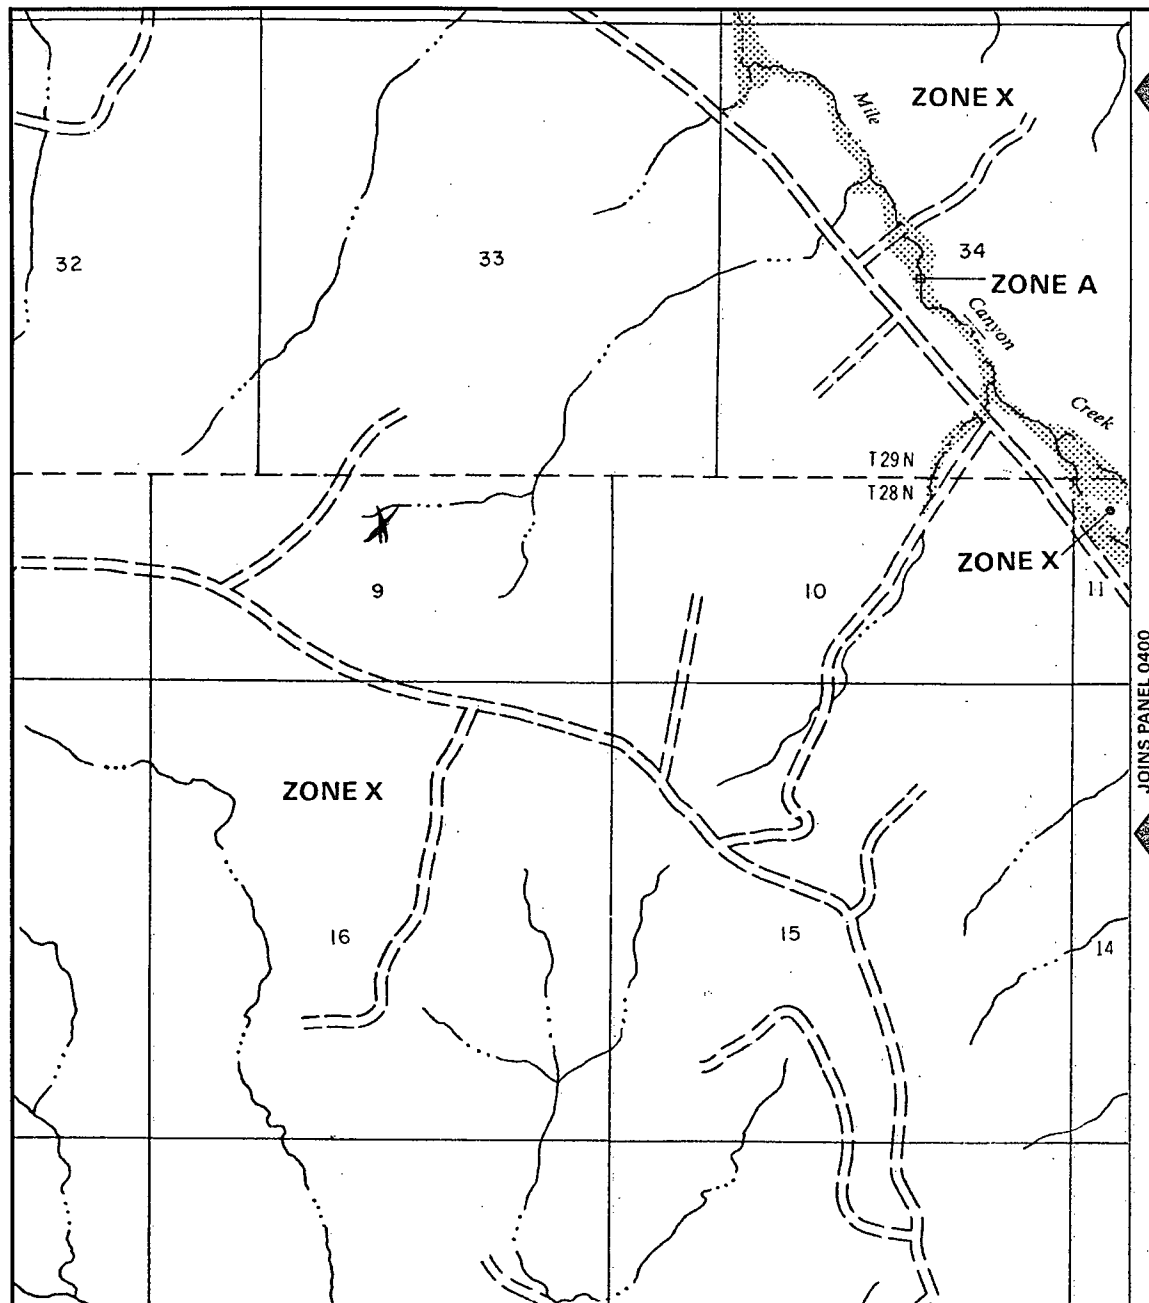 ZONE X
Mile
32
33
34
ZONE A
Canyon
Creek
T29N
T28N
ZONE X
9
10
11
JOINS PANEL 0400
ZONE X
16
15
14